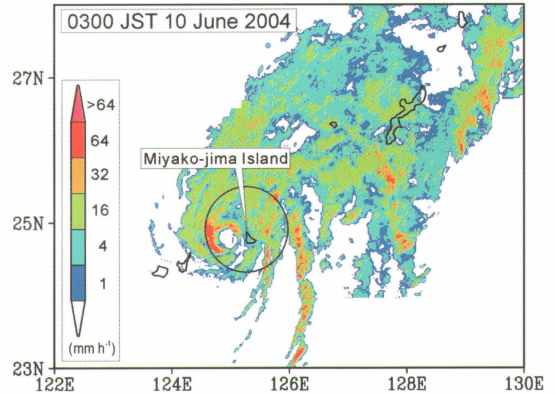 0300 JST 10 June 2004
27N
>64
64
32
Miyako-jima Island
16
25N
4
1
(mm h⁻¹)
23N
122E 124E 126E 128E 130E